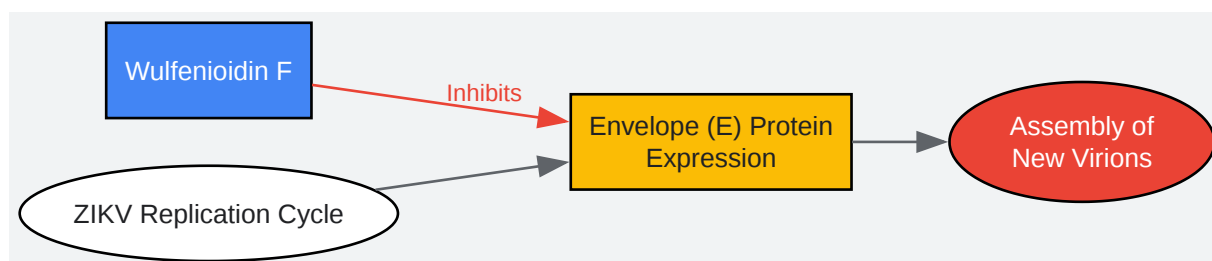 Wulfenioidin F
Inhibits
Envelope (E) Protein
Expression
Assembly of
New Virions
ZIKV Replication Cycle